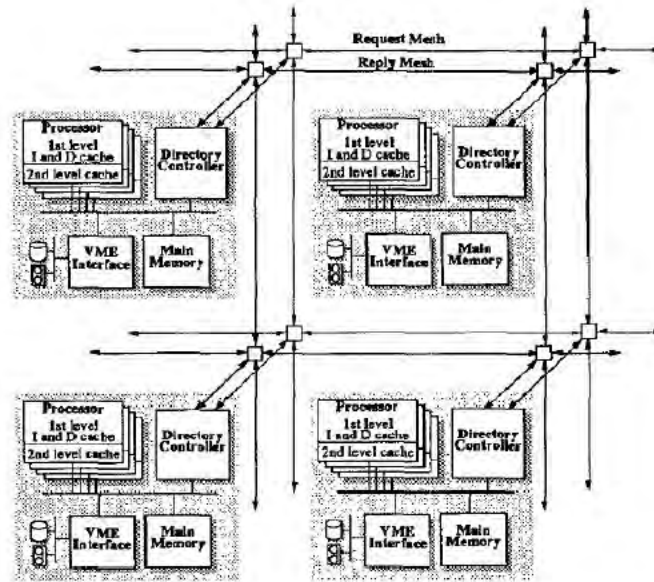 Request Mesh
Reply Mesh
Processor
1st level
I and D cache
2nd level cache
Directory
Controller
VME
Interface
Main
Memory
Processor
1st level
I and D cache
2nd level cache
Directory
Controller
VME
Interface
Main
Memory
Processor
1st level
I and D cache
2nd level cache
Directory
Controller
VME
Interface
Main
Memory
Processor
1st level
I and D cache
2nd level cache
Directory
Controller
VME
Interface
Main
Memory